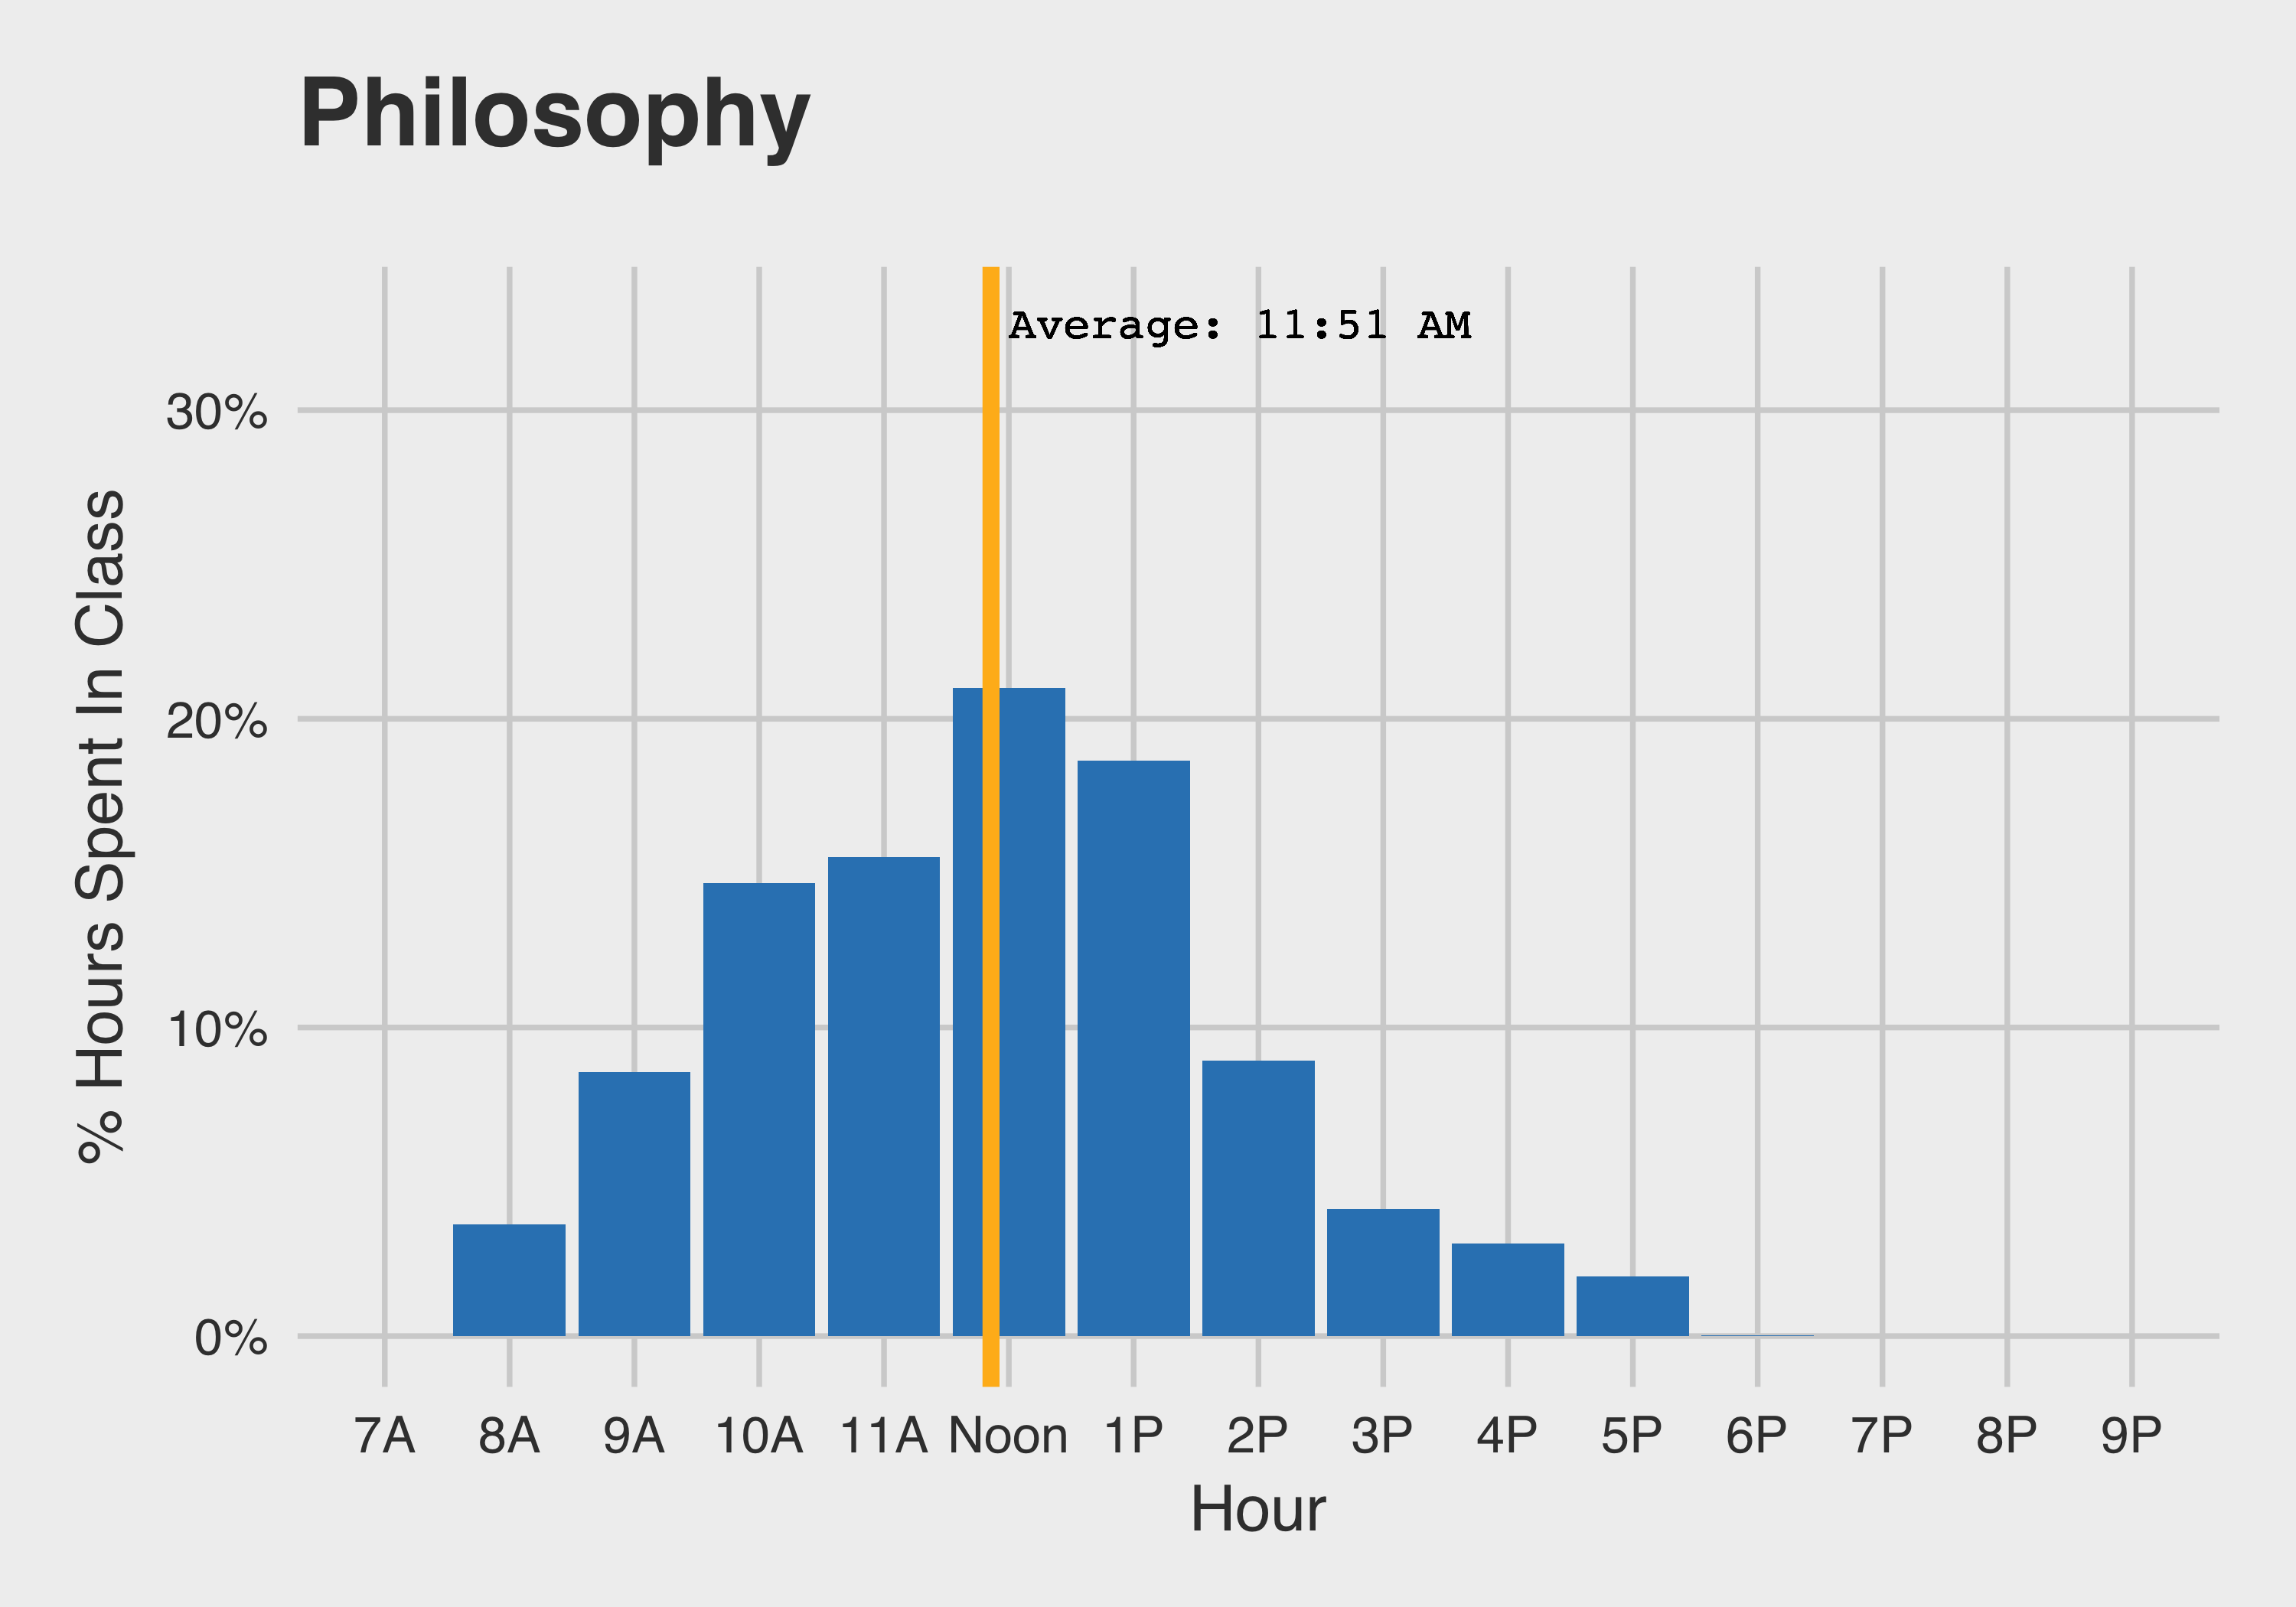 Philosophy
Average: 11:51 AM
% Hours Spent In Class
30%
20%
10%
0%
7A 8A 9A 10A 11A Noon 1P 2P 3P 4P 5P 6P 7P 8P 9P
Hour